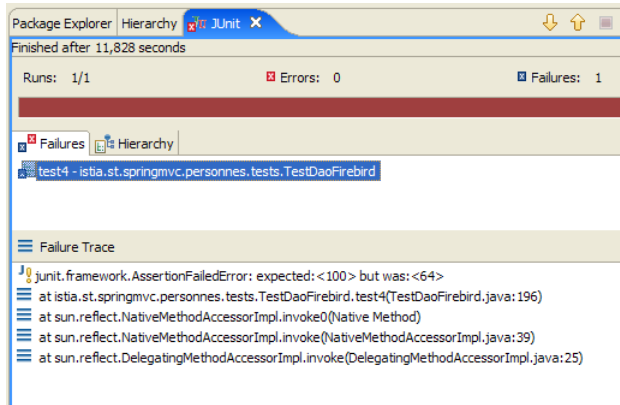 Package Explorer Hierarchy JUnit
Finished after 11,828 seconds
Runs: 1/1 Errors: 0 Failures: 1
Failures Hierarchy
test4 - istia.st.springmvc.personnes.tests.TestDaoFirebird
Failure Trace
junit.framework.AssertionFailedError: expected:<100> but was:<64>
at istia.st.springmvc.personnes.tests.TestDaoFirebird.test4(TestDaoFirebird.java:196)
at sun.reflect.NativeMethodAccessorImpl.invoke0(Native Method)
at sun.reflect.NativeMethodAccessorImpl.invoke(NativeMethodAccessorImpl.java:39)
at sun.reflect.DelegatingMethodAccessorImpl.invoke(DelegatingMethodAccessorImpl.java:25)